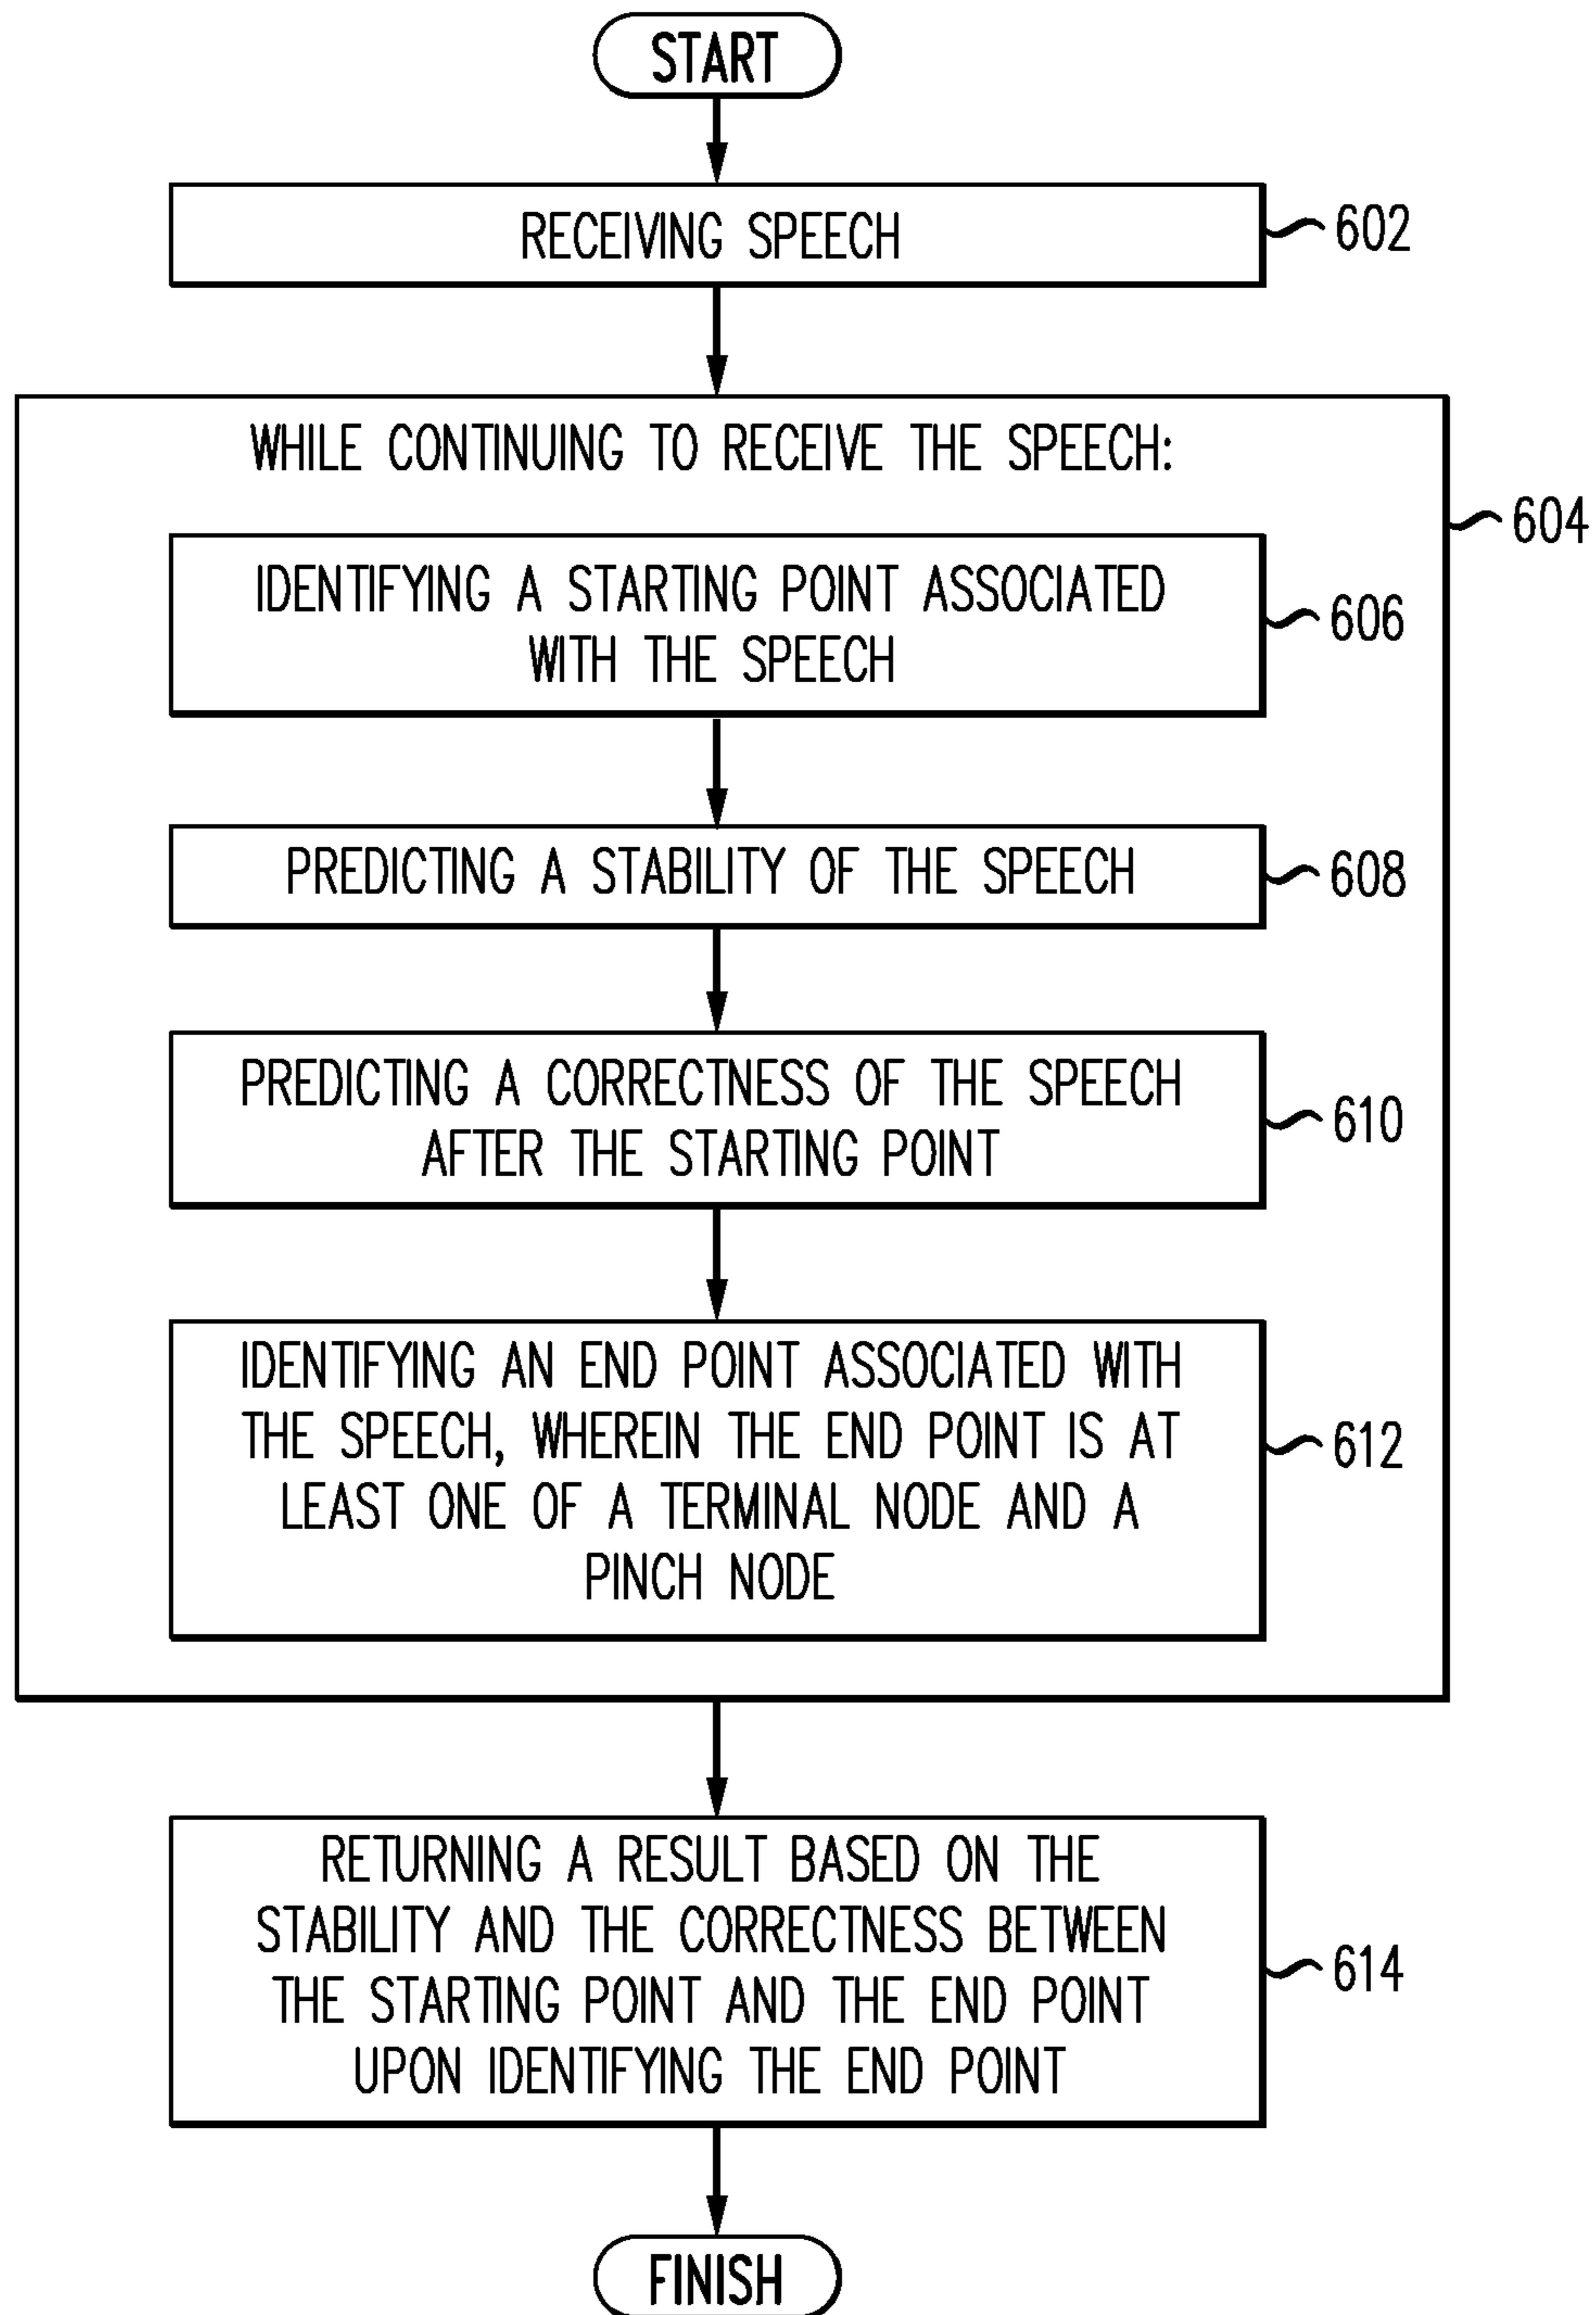 START
RECEIVING SPEECH
602
WHILE CONTINUING TO RECEIVE THE SPEECH:
604
IDENTIFYING A STARTING POINT ASSOCIATED
WITH THE SPEECH
606
PREDICTING A STABILITY OF THE SPEECH
608
PREDICTING A CORRECTNESS OF THE SPEECH
AFTER THE STARTING POINT
610
IDENTIFYING AN END POINT ASSOCIATED WITH
THE SPEECH, WHEREIN THE END POINT IS AT
LEAST ONE OF A TERMINAL NODE AND A
PINCH NODE
612
RETURNING A RESULT BASED ON THE
STABILITY AND THE CORRECTNESS BETWEEN
THE STARTING POINT AND THE END POINT
UPON IDENTIFYING THE END POINT
614
FINISH